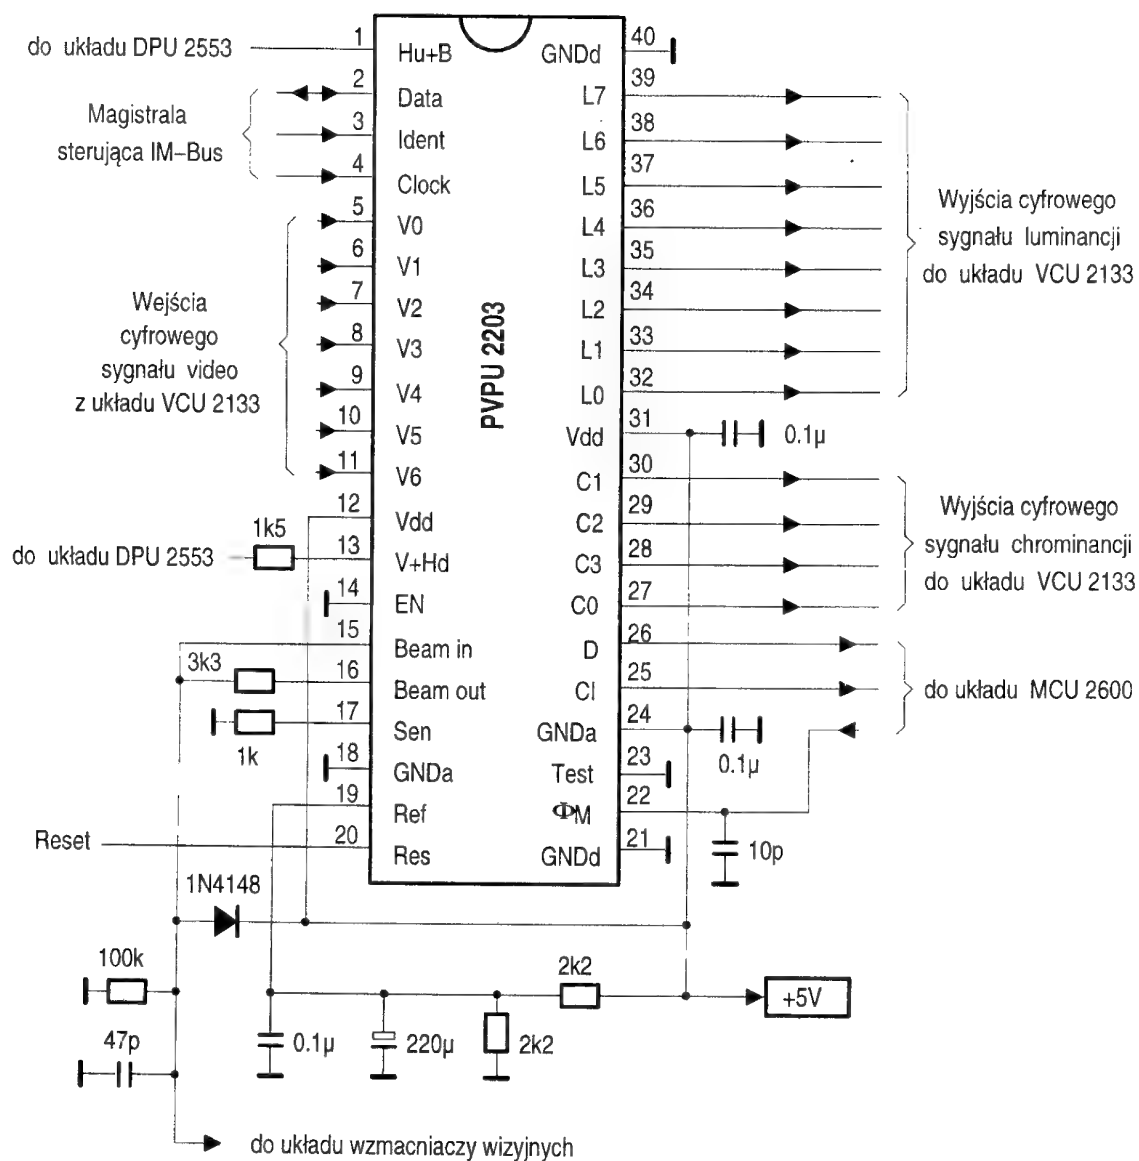 do układu DPU 2553
1
Hu+B
GNDd
40
2
Data
L7
39
Magistrala
sterująca IM–Bus
3
Ident
L6
38
4
Clock
L5
37
5
V0
L4
36
6
V1
L3
35
7
V2
L2
34
8
V3
L1
33
9
V4
L0
32
10
V5
Vdd
31
0.1µ
11
V6
C1
30
12
Vdd
C2
29
13
V+Hd
C3
28
14
EN
C0
27
15
Beam in
D
26
16
Beam out
Cl
25
17
Sen
GNDa
24
0.1µ
18
GNDa
Test
23
19
Ref
ΦM
22
10p
20
Res
GNDd
21
PVPU 2203
Wejścia
cyfrowego
sygnału video
z układu VCU 2133
Wyjścia cyfrowego
sygnału luminancji
do układu VCU 2133
Wyjścia cyfrowego
sygnału chrominancji
do układu VCU 2133
do układu MCU 2600
do układu DPU 2553
1k5
3k3
1k
Reset
1N4148
100k
47p
0.1µ
220µ
2k2
2k2
+5V
do układu wzmacniaczy wizyjnych